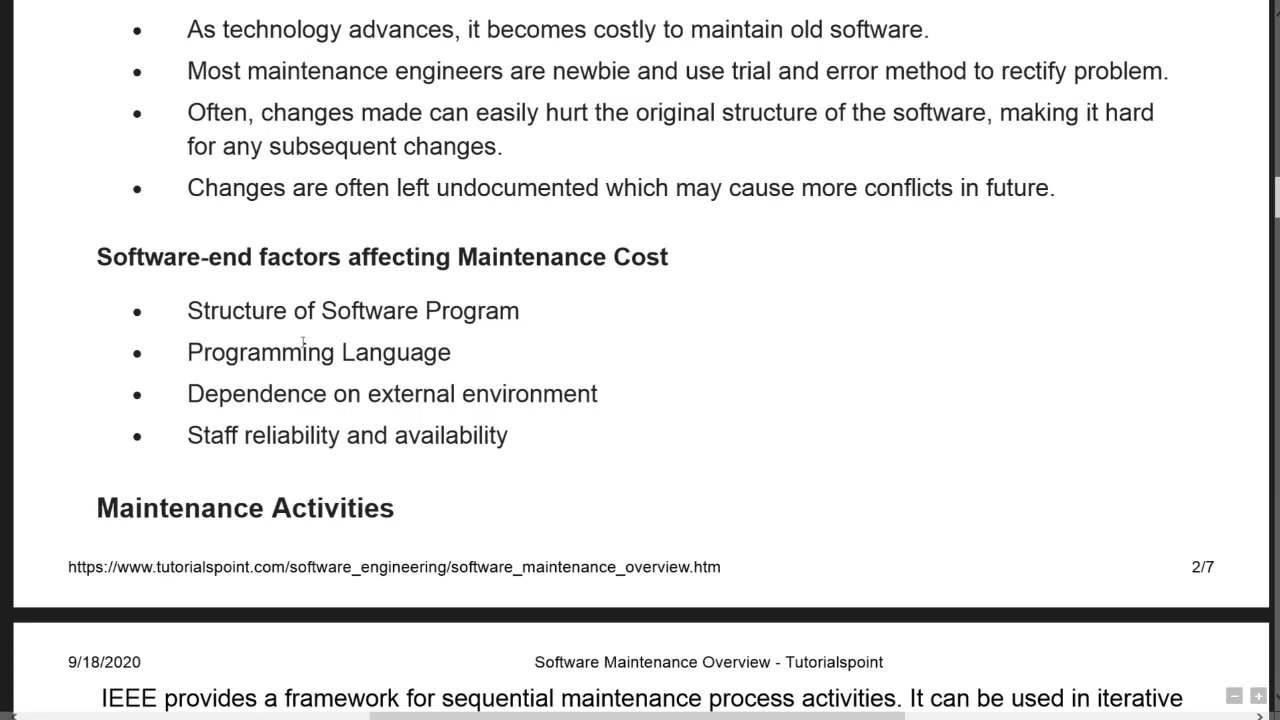 • As technology advances, it becomes costly to maintain old software.
• Most maintenance engineers are newbie and use trial and error method to rectify problem.
• Often, changes made can easily hurt the original structure of the software, making it hard
for any subsequent changes.
• Changes are often left undocumented which may cause more conflicts in future.
Software-end factors affecting Maintenance Cost
• Structure of Software Program
• Programming Language
• Dependence on external environment
• Staff reliability and availability
Maintenance Activities
https://www.tutorialspoint.com/software_engineering/software_maintenance_overview.htm 2/7
9/18/2020 Software Maintenance Overview - Tutorialspoint
IEEE provides a framework for sequential maintenance process activities. It can be used in iterative